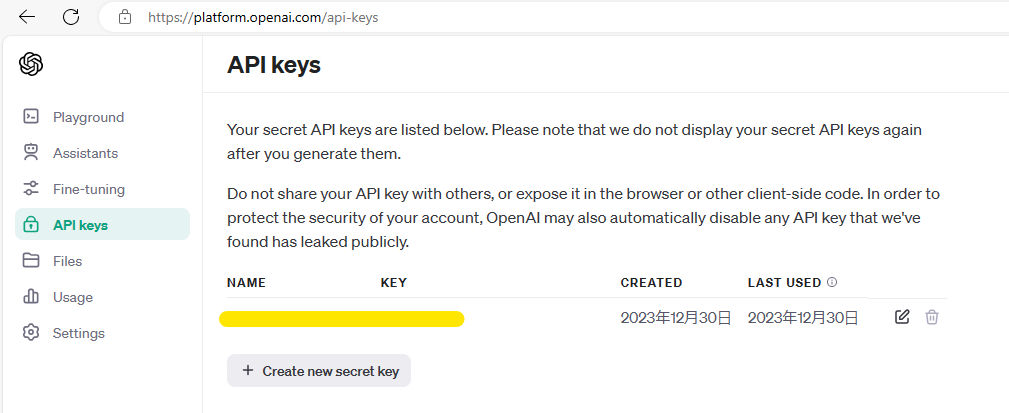 https://platform.openai.com/api-keys
API keys
Playground
Assistants
Fine-tuning
API keys
Files
Usage
Settings
Your secret API keys are listed below. Please note that we do not display your secret API keys again
after you generate them.
Do not share your API key with others, or expose it in the browser or other client-side code. In order to
protect the security of your account, OpenAI may also automatically disable any API key that we've
found has leaked publicly.
NAME KEY CREATED LAST USED
2023年12月30日 2023年12月30日
+ Create new secret key